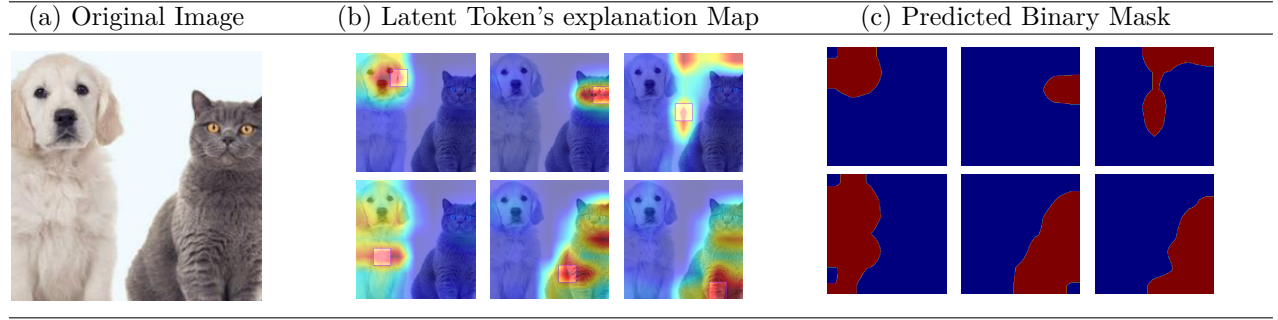 (a) Original Image
(b) Latent Token's explanation Map
(c) Predicted Binary Mask